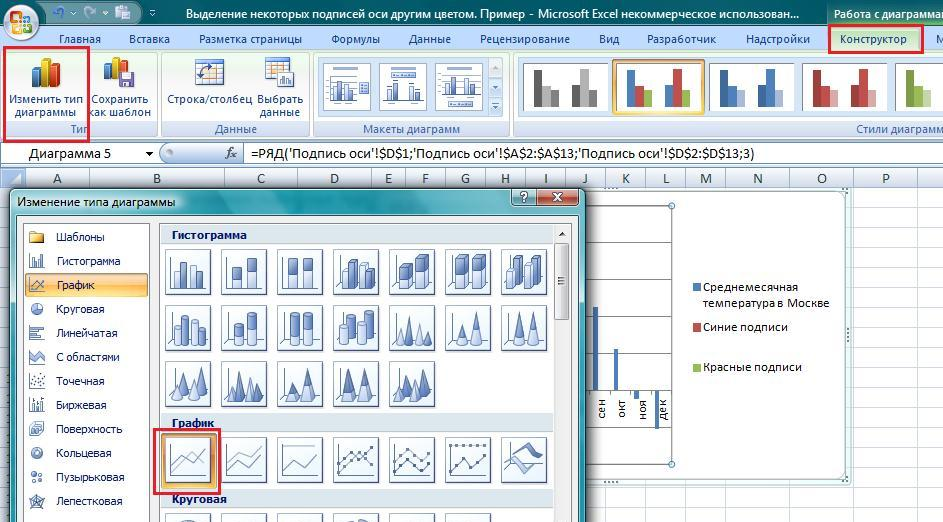 Выделение некоторых подписей оси другим цветом. Пример - Microsoft Excel некоммерческое использован...
Работа с диаграмма
Главная Вставка Разметка страницы Формулы Данные Рецензирование Вид Разработчик Надстройки Конструктор М
Изменить тип диаграммы
Сохранить как шаблон
Строка/столбец
Выбрать данные
Тип
Данные
Макеты диаграмм
Стили диаграмм
Диаграмма 5
fx
=РЯД('Подпись оси'!$D$1;'Подпись оси'!$A$2:$A$13;'Подпись оси'!$D$2:$D$13;3)
A B C D E F G H I J K L M N O P
Изменение типа диаграммы
?
Шаблоны
Гистограмма
График
Круговая
Линейчатая
С областями
Точечная
Биржевая
Поверхность
Кольцевая
Пузырьковая
Лепестковая
Гистограмма
График
Круговая
сен
окт
ноя
дек
Среднемесячная
температура в Москве
Синие подписи
Красные подписи